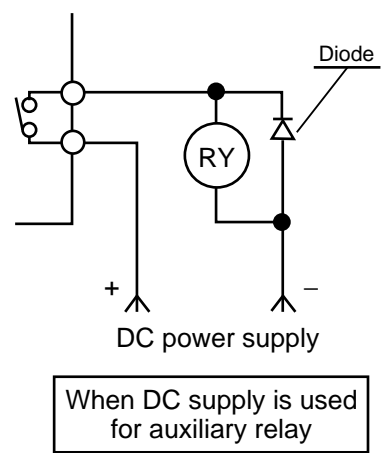 Diode
RY
+
–
DC power supply
When DC supply is used
for auxiliary relay